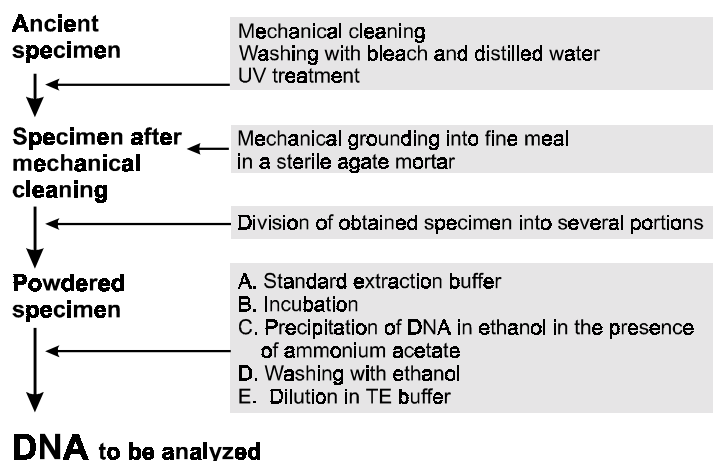 Ancient
specimen
Mechanical cleaning
Washing with bleach and distilled water
UV treatment
Specimen after
mechanical
cleaning
Mechanical grounding into fine meal
in a sterile agate mortar
Division of obtained specimen into several portions
Powdered
specimen
A. Standard extraction buffer
B. Incubation
C. Precipitation of DNA in ethanol in the presence
of ammonium acetate
D. Washing with ethanol
E. Dilution in TE buffer
DNA to be analyzed